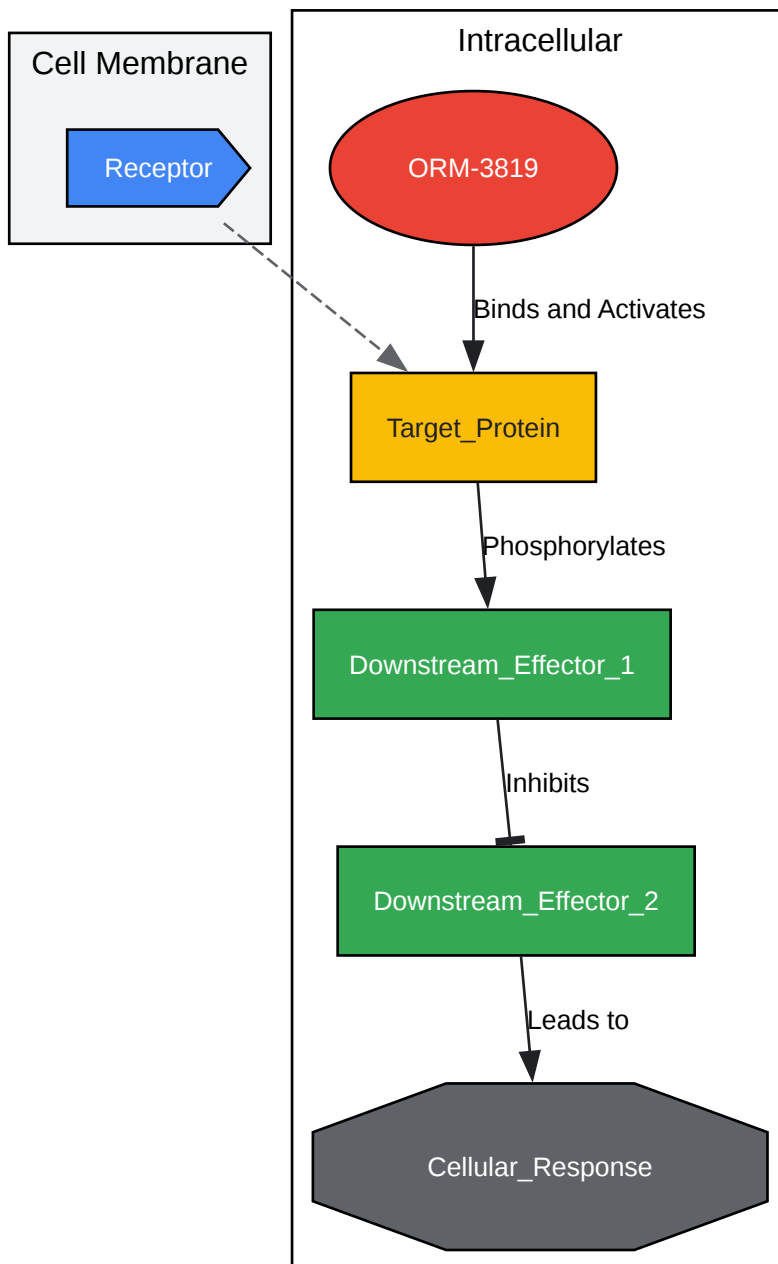 Cell Membrane
Receptor
Intracellular
ORM-3819
Binds and Activates
Target_Protein
Phosphorylates
Downstream_Effector_1
Inhibits
Downstream_Effector_2
Leads to
Cellular_Response